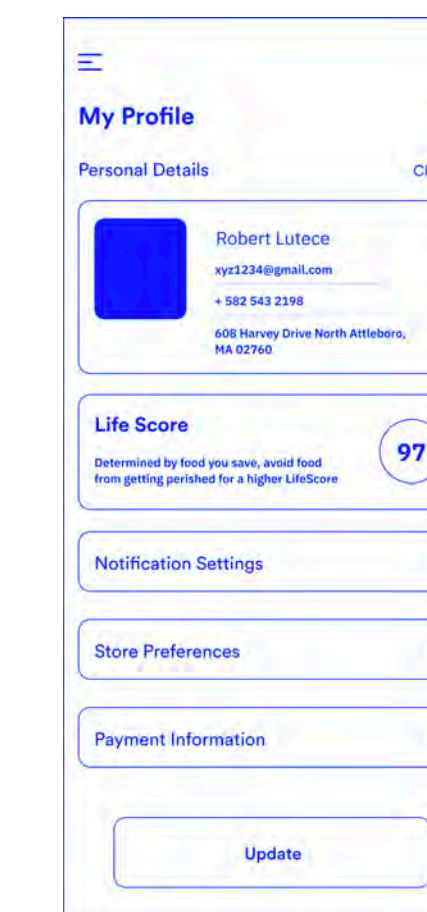 My Profile
Personal Details
Robert Lutece
xyz1234@gmail.com
+ 582 543 2198
608 Harvey Drive North Attleboro,
MA 02760
Life Score
97
Determined by food you save, avoid food
from getting perished for a higher LifeScore
Notification Settings
Store Preferences
Payment Information
Update